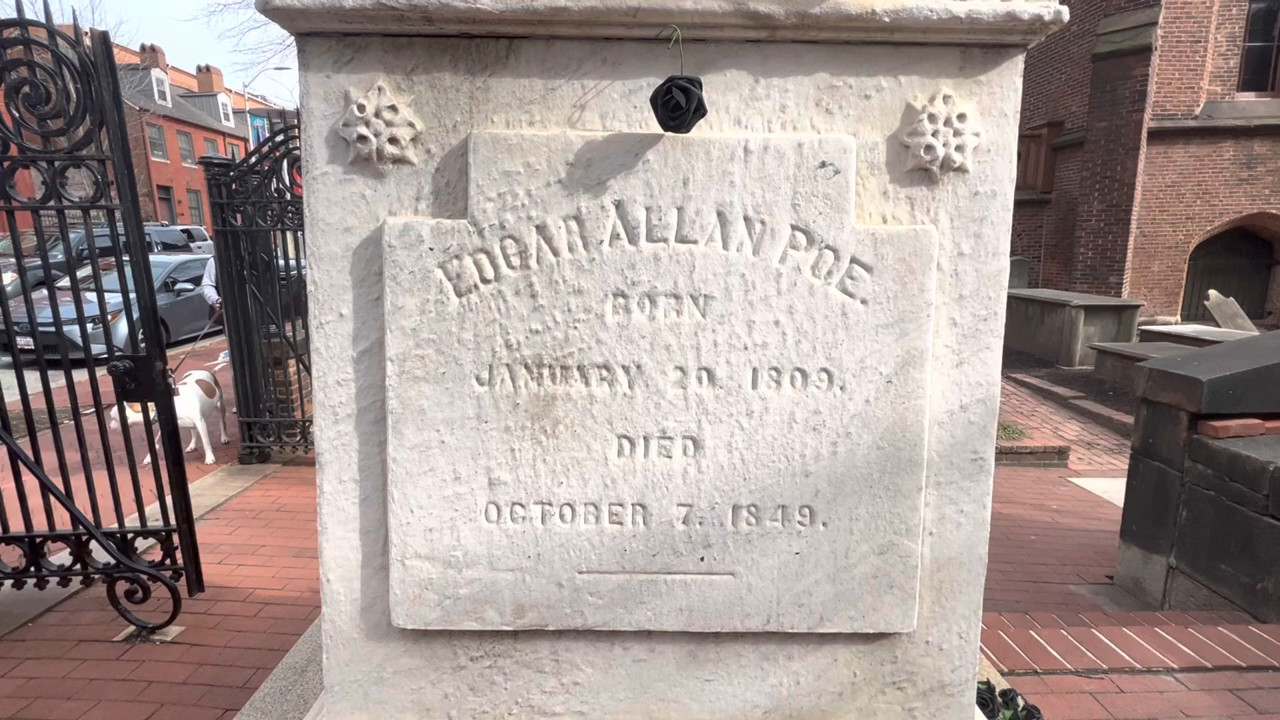 EDGAR ALLAN POE.
BORN
JANUARY 20. 1809.
DIED
OCTOBER 7. 1849.